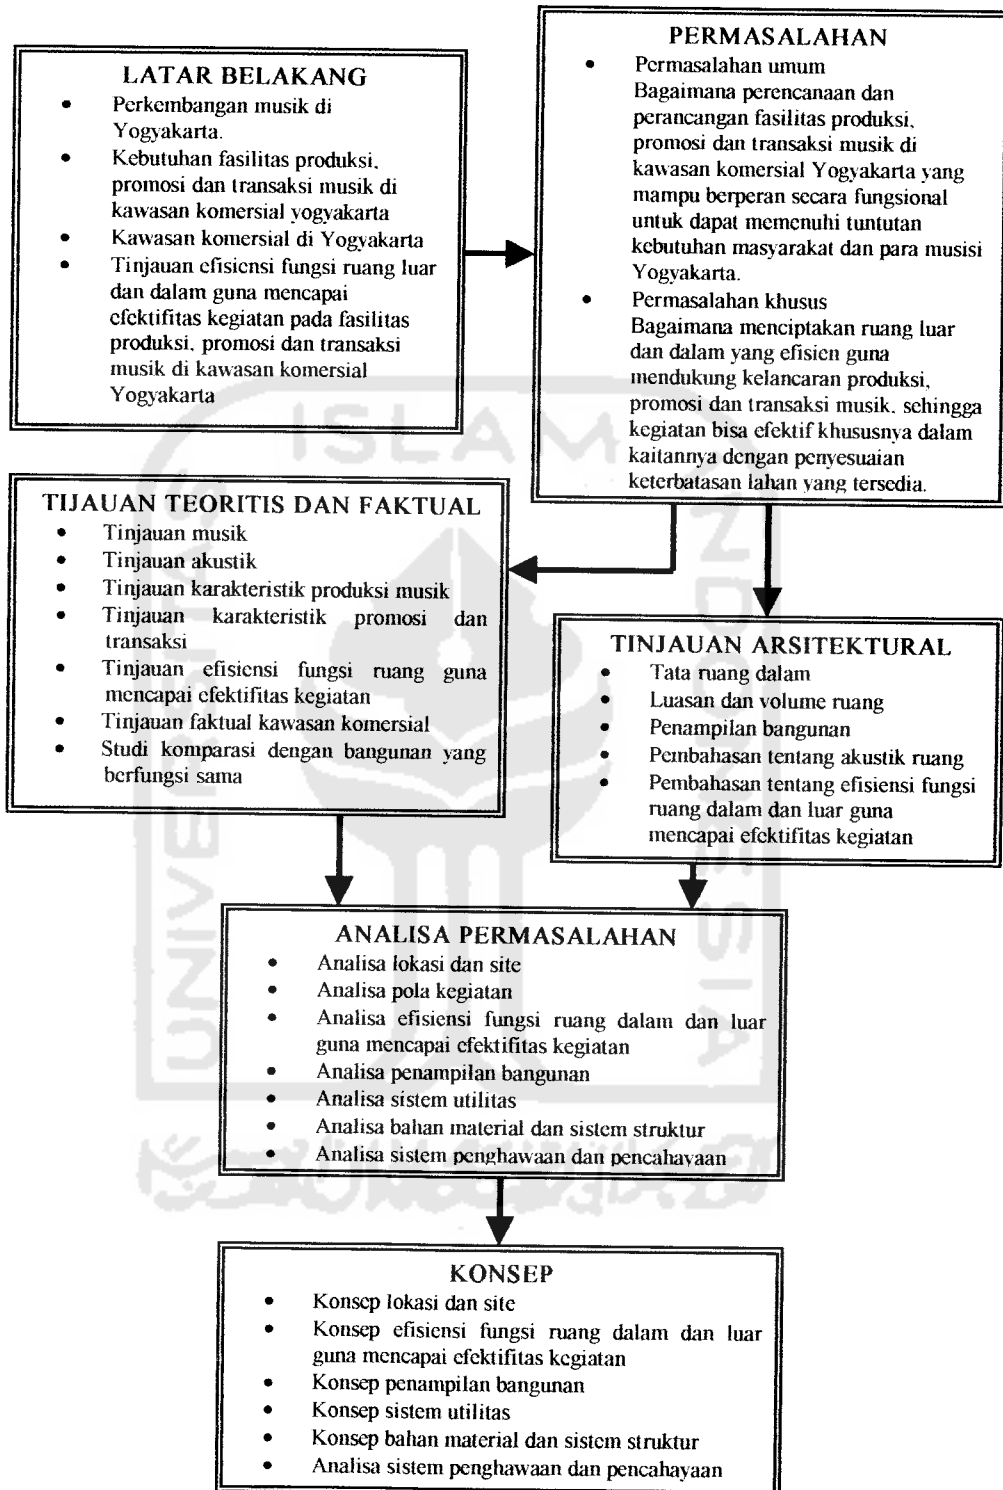 LATAR BELAKANG
• Perkembangan musik di
Yogyakarta.
• Kebutuhan fasilitas produksi,
promosi dan transaksi musik di
kawasan komersial yogyakarta
• Kawasan komersial di Yogyakarta
• Tinjauan efisiensi fungsi ruang luar
dan dalam guna mencapai
efektifitas kegiatan pada fasilitas
produksi, promosi dan transaksi
musik di kawasan komersial
Yogyakarta
PERMASALAHAN
• Permasalahan umum
Bagaimana perencanaan dan
perancangan fasilitas produksi,
promosi dan transaksi musik di
kawasan komersial Yogyakarta yang
mampu berperan secara fungsional
untuk dapat memenuhi tuntutan
kebutuhan masyarakat dan para musisi
Yogyakarta.
• Permasalahan khusus
Bagaimana menciptakan ruang luar
dan dalam yang efisien guna
mendukung kelancaran produksi,
promosi dan transaksi musik, sehingga
kegiatan bisa efektif khususnya dalam
kaitannya dengan penyesuaian
keterbatasan lahan yang tersedia.
TIJAUAN TEORITIS DAN FAKTUAL
• Tinjauan musik
• Tinjauan akustik
• Tinjauan karakteristik produksi musik
• Tinjauan karakteristik promosi dan
transaksi
• Tinjauan efisiensi fungsi ruang guna
mencapai efektifitas kegiatan
• Tinjauan faktual kawasan komersial
• Studi komparasi dengan bangunan yang
berfungsi sama
TINJAUAN ARSITEKTURAL
• Tata ruang dalam
• Luasan dan volume ruang
• Penampilan bangunan
• Pembahasan tentang akustik ruang
• Pembahasan tentang efisiensi fungsi
ruang dalam dan luar guna
mencapai efektifitas kegiatan
ANALISA PERMASALAHAN
• Analisa lokasi dan site
• Analisa pola kegiatan
• Analisa efisiensi fungsi ruang dalam dan luar
guna mencapai efektifitas kegiatan
• Analisa penampilan bangunan
• Analisa sistem utilitas
• Analisa bahan material dan sistem struktur
• Analisa sistem penghawaan dan pencahayaan
KONSEP
• Konsep lokasi dan site
• Konsep efisiensi fungsi ruang dalam dan luar
guna mencapai efektifitas kegiatan
• Konsep penampilan bangunan
• Konsep sistem utilitas
• Konsep bahan material dan sistem struktur
• Analisa sistem penghawaan dan pencahayaan
UNIVERSITAS
ISLAM
INDONESIA